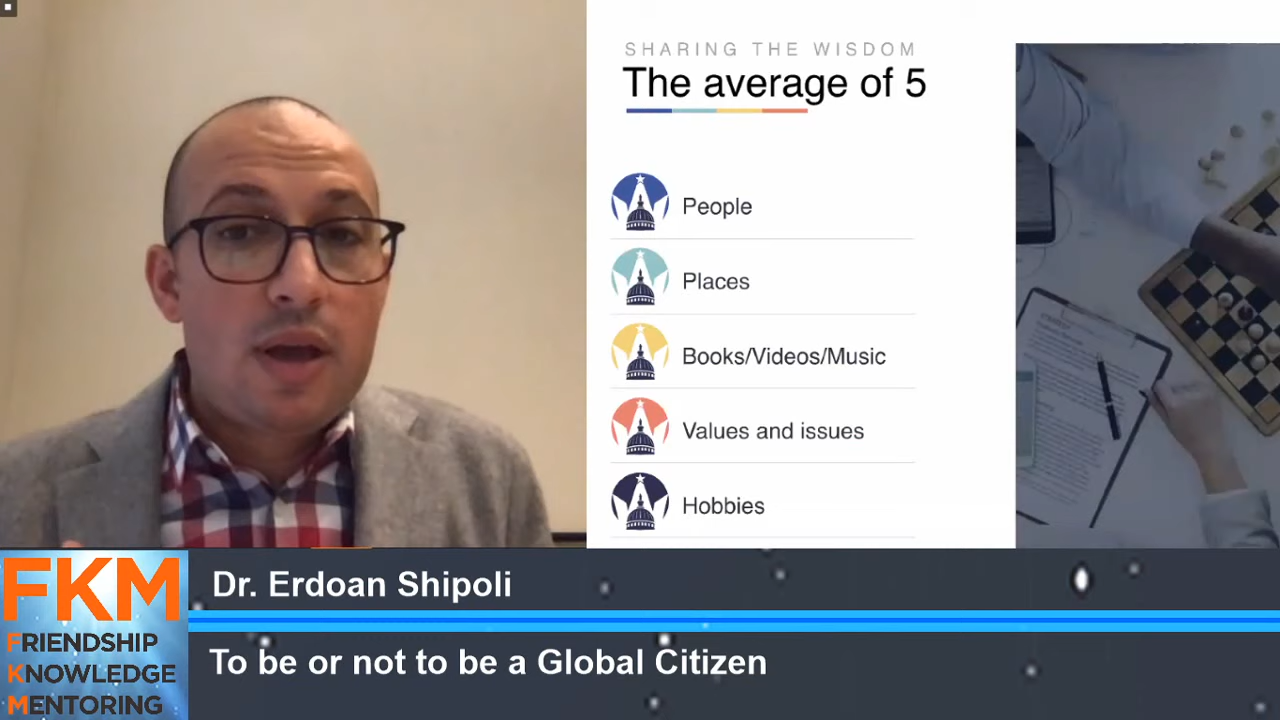 SHARING THE WISDOM
The average of 5
People
Places
Books/Videos/Music
Values and issues
Hobbies
FKM
FRIENDSHIP
KNOWLEDGE
MENTORING
Dr. Erdoan Shipoli
To be or not to be a Global Citizen